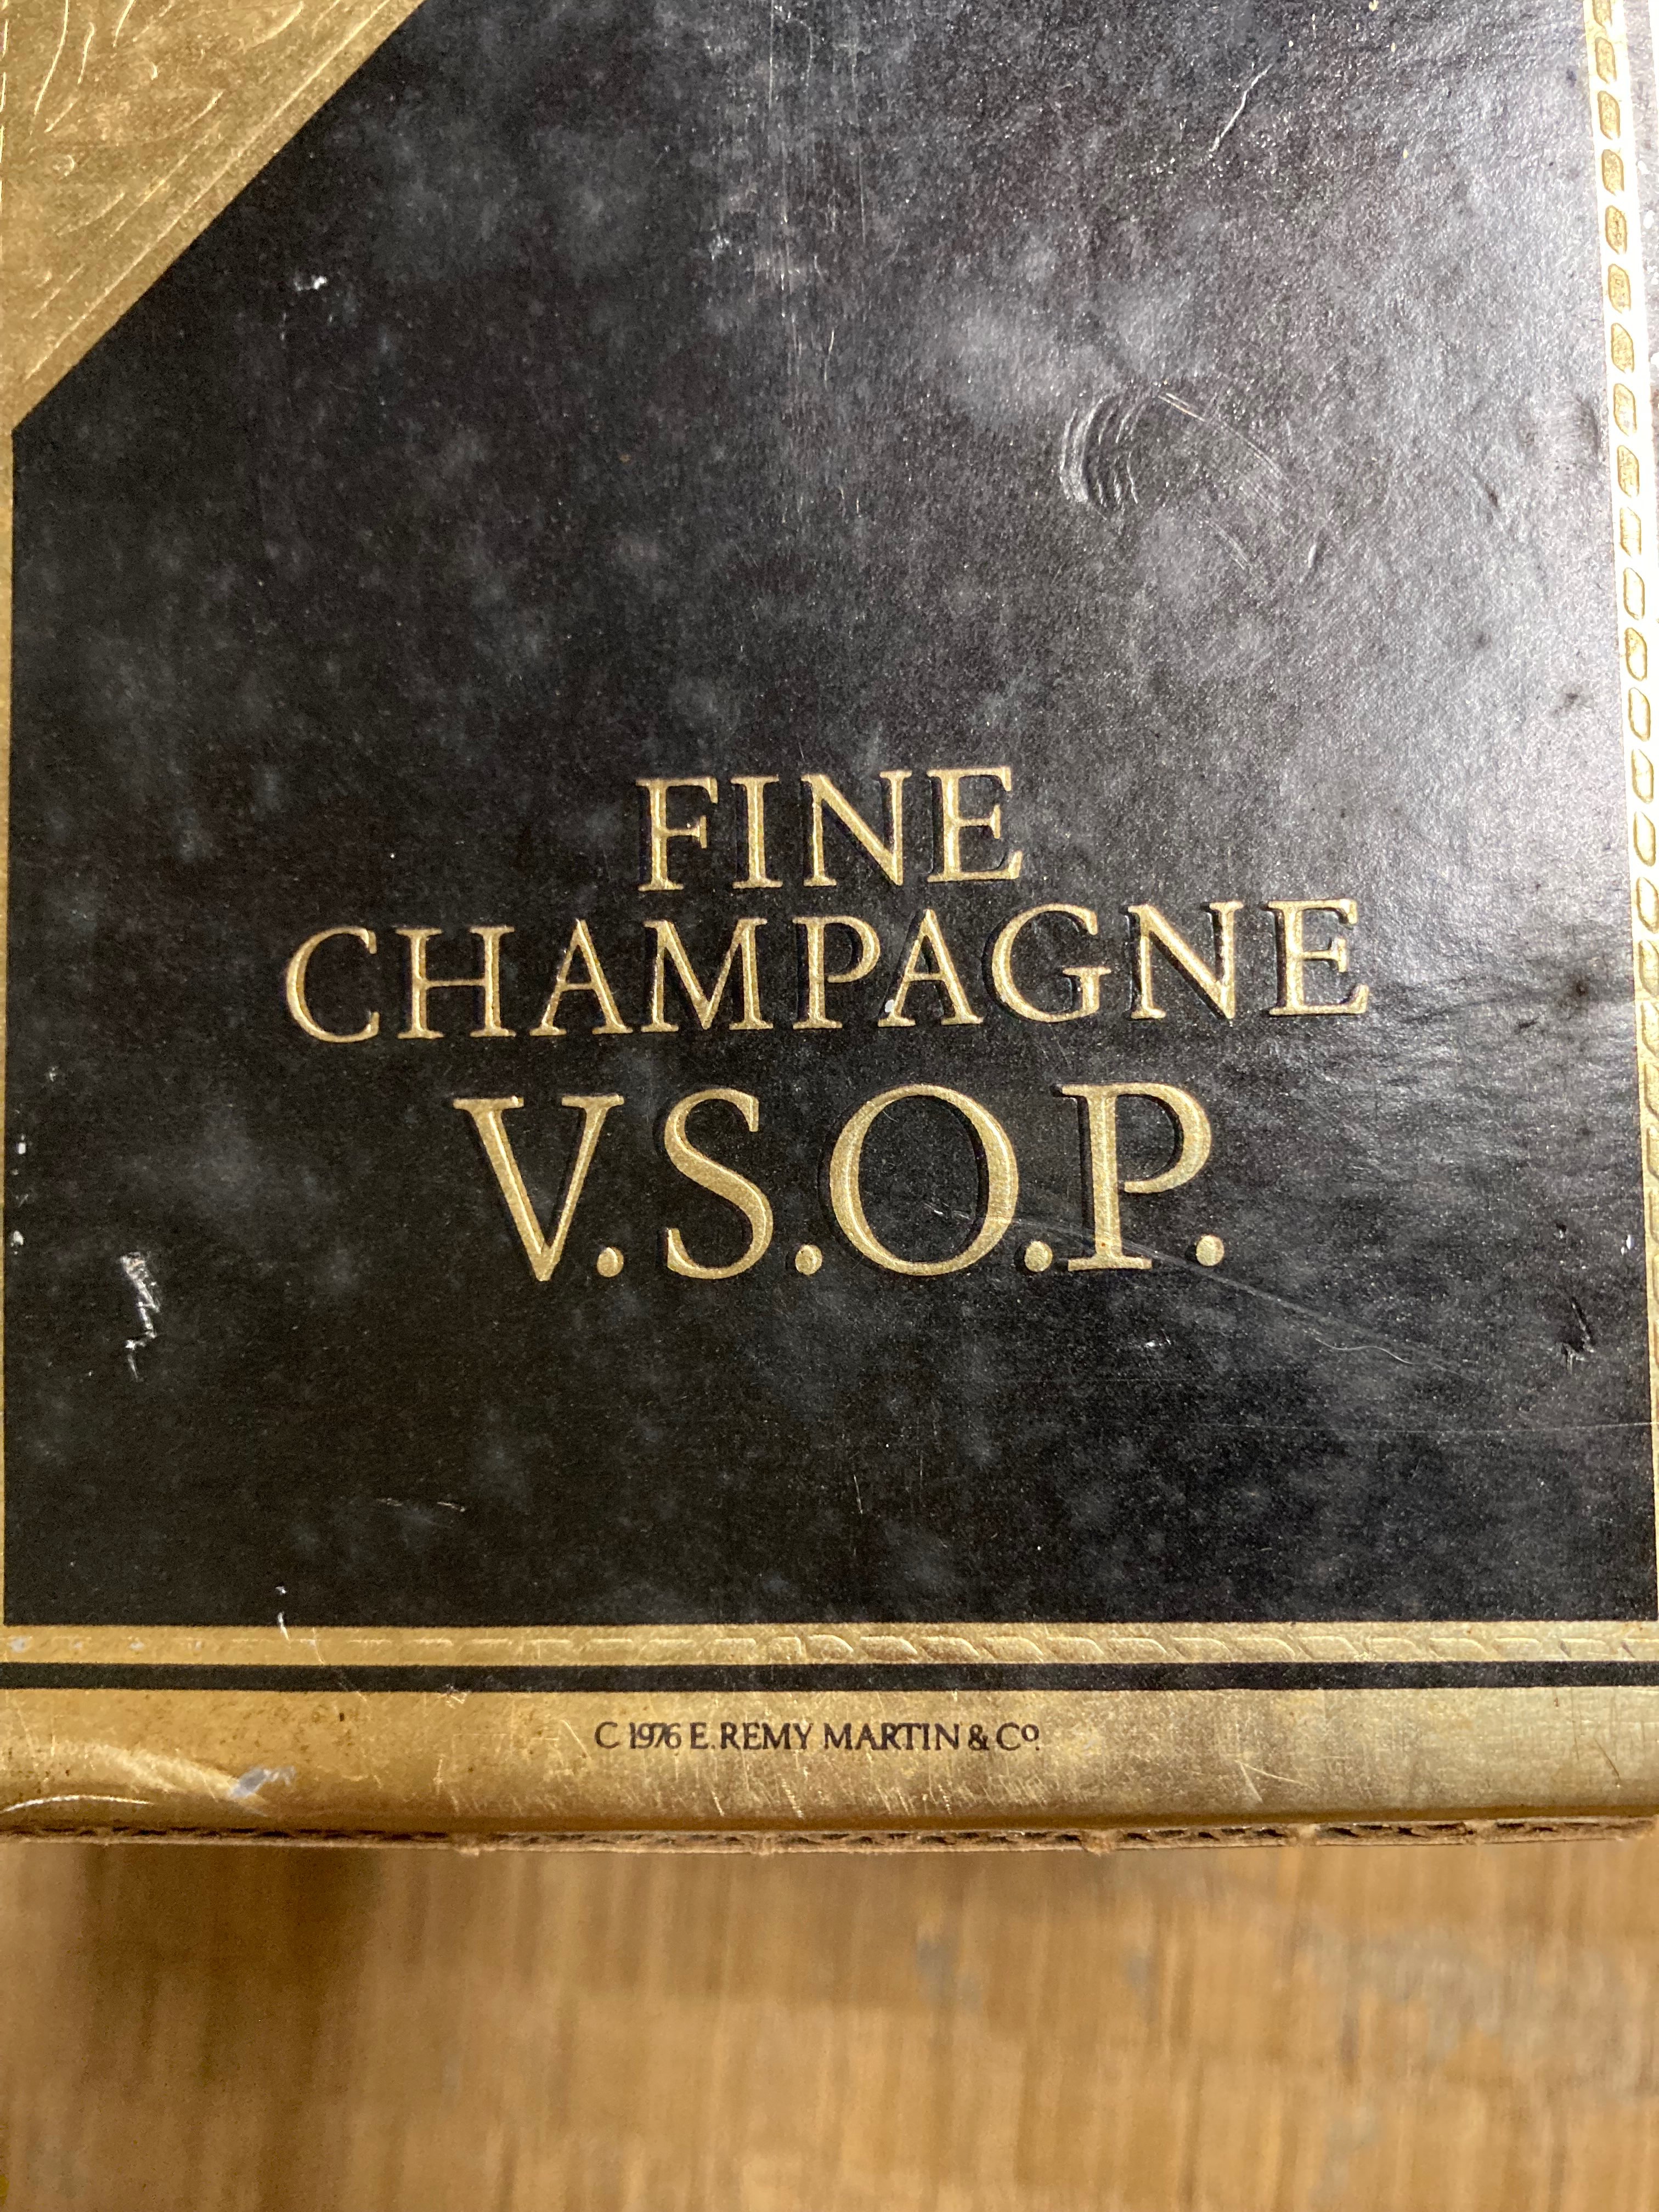 FINE
CHAMPAGNE
V.S.O.P.
C 1976 E. REMY MARTIN & Cº.